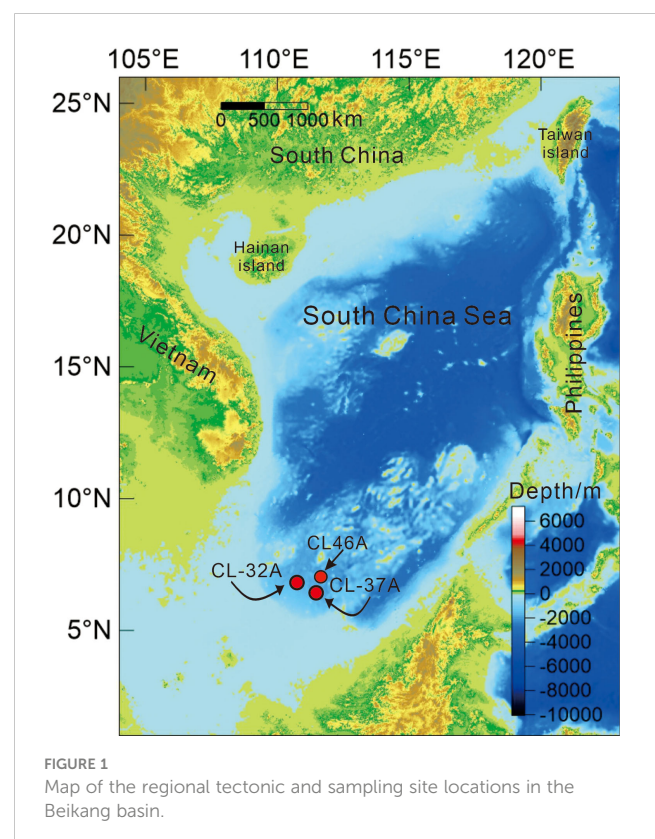 105°E 110°E 115°E 120°E
25°N
0 500 1000 km
South China
Taiwan
island
20°N
Hainan
island
South China Sea
Vietnam
Philippines
15°N
10°N
Depth/m
6000
4000
2000
0
-2000
-4000
-6000
-8000
-10000
CL46A
CL-32A
CL-37A
5°N
FIGURE 1
Map of the regional tectonic and sampling site locations in the
Beikang basin.